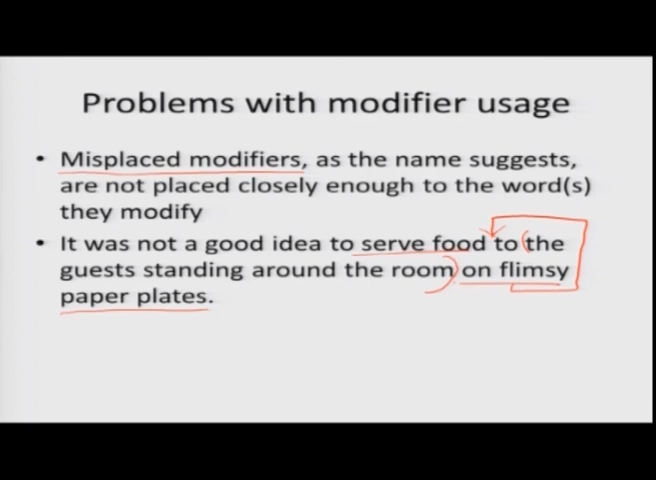 Problems with modifier usage
• Misplaced modifiers, as the name suggests,
are not placed closely enough to the word(s)
they modify
• It was not a good idea to serve food to the
guests standing around the room on flimsy
paper plates.